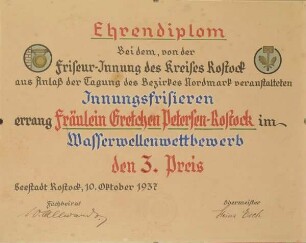 Ehrendiplom
Bei dem, von der
Friseur-Innung des Kreises Rostock
aus Anlaß der Tagung des Bezirkes Nordmark veranstalteten
Innungsfrisieren
errang Fräulein Gretchen Petersen-Rostock im
Wasserwellenwettbewerb
den 3. Preis
Seestadt Rostock, 10. Oktober 1937
Fachbeirat
Obermeister